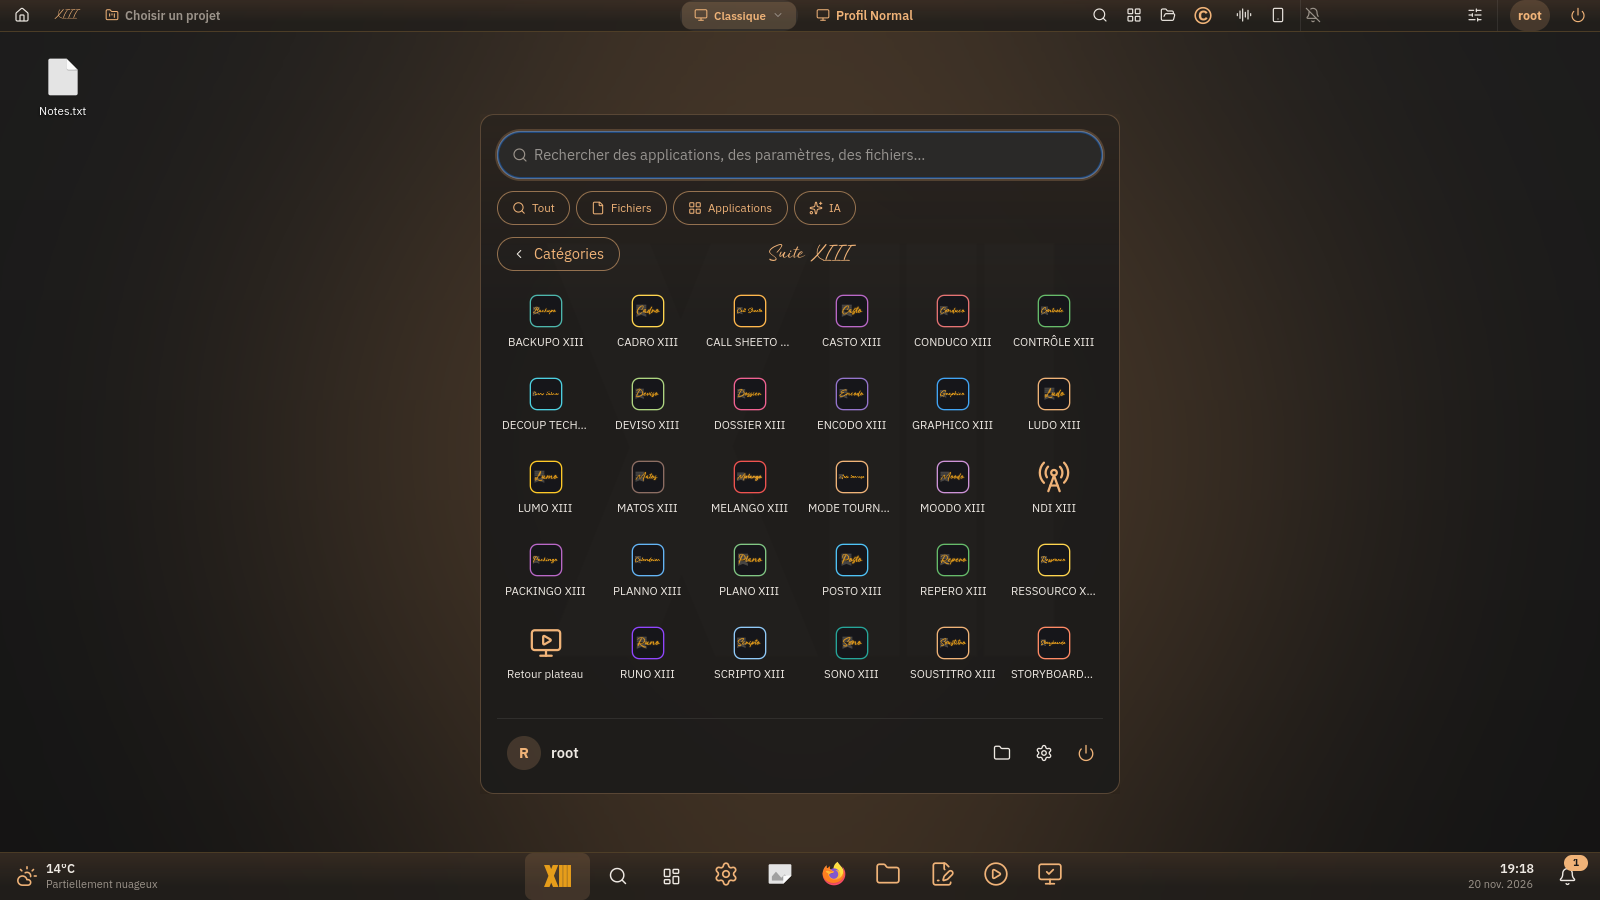 XIII
Choisir un projet
Classique
Profil Normal
root
Notes.txt
Rechercher des applications, des paramètres, des fichiers...
Tout
Fichiers
Applications
IA
Catégories
Suite XIII
BACKUPO XIII
CADRO XIII
CALL SHEETO ...
CASTO XIII
CONDUCO XIII
CONTRÔLE XIII
DECOUP TECH...
DEVISO XIII
DOSSIER XIII
ENCODO XIII
GRAPHICO XIII
LUDO XIII
LUMO XIII
MATOS XIII
MELANGO XIII
MODE TOURN...
MOODO XIII
NDI XIII
PACKINGO XIII
PLANNO XIII
PLANO XIII
POSTO XIII
REPERO XIII
RESSOURCO X...
Retour plateau
RUNO XIII
SCRIPTO XIII
SONO XIII
SOUSTITRO XIII
STORYBOARD...
R
root
14°C
Partiellement nuageux
XIII
19:18
20 nov. 2026
1